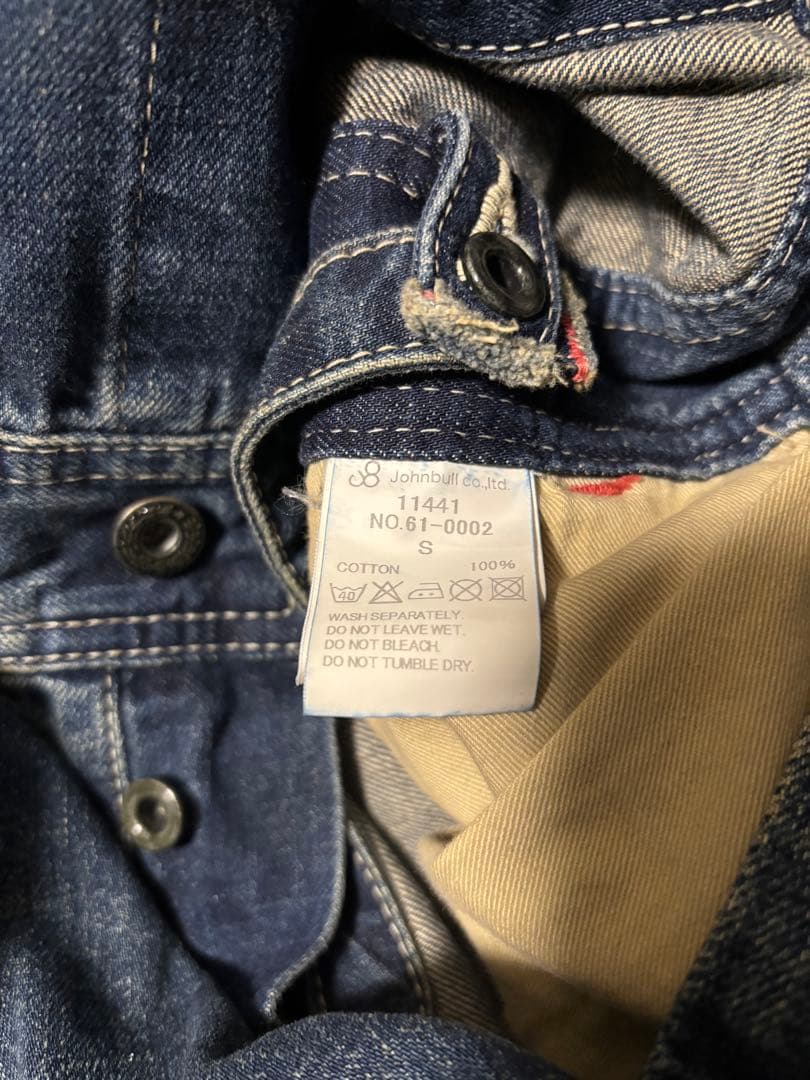 Johnbull co.,ltd.
11441
NO.61-0002
S
COTTON 100%
40
WASH SEPARATELY.
DO NOT LEAVE WET.
DO NOT BLEACH.
DO NOT TUMBLE DRY.